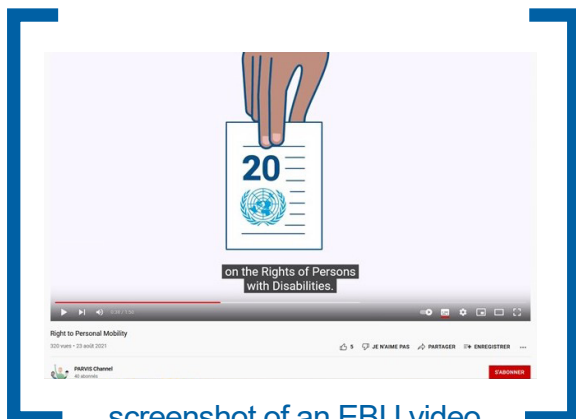 20
on the Rights of Persons
with Disabilities.
Right to Personal Mobility
320 vues • 23 août 2021
5 JE N'AIME PAS PARTAGER ENREGISTRER ...
PARVIS Channel
S'ABONNER
40 abonnés
screenshot of an EBU video